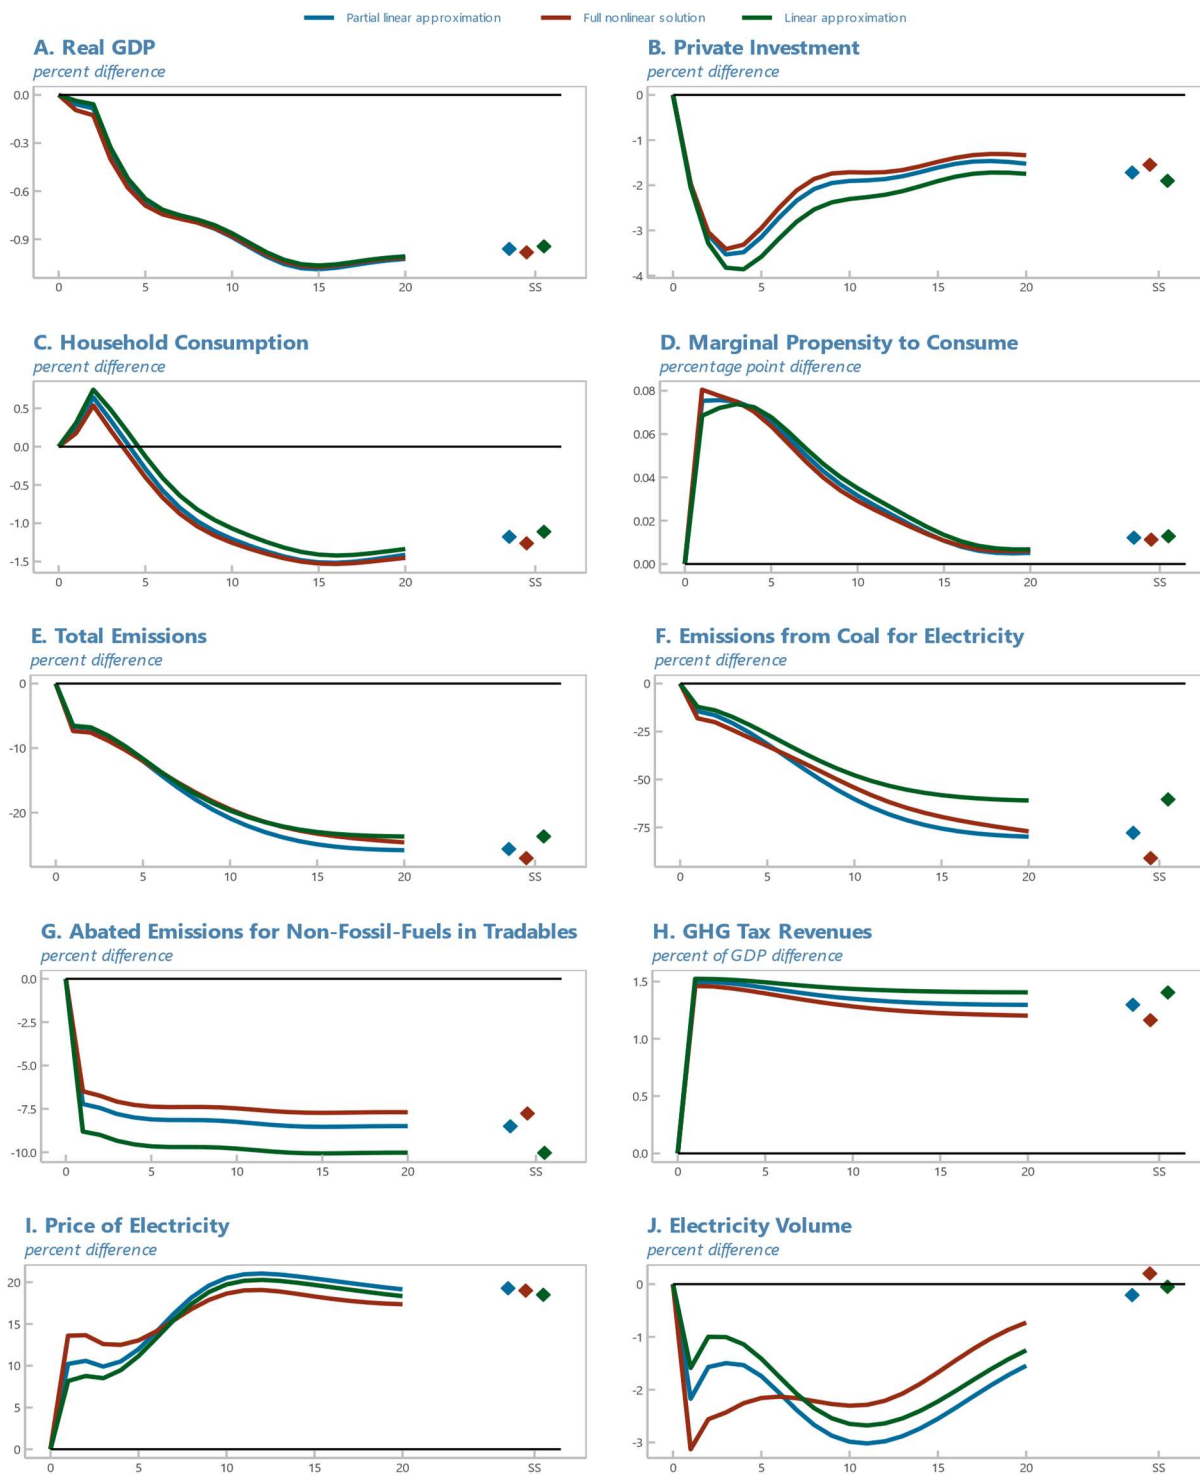 Partial linear approximation Full nonlinear solution Linear approximation
A. Real GDP
percent difference
0.0
-0.3
-0.6
-0.9
0 5 10 15 20 SS
B. Private Investment
percent difference
0
-1
-2
-3
-4
0 5 10 15 20 SS
C. Household Consumption
percent difference
0.5
0.0
-0.5
-1.0
-1.5
0 5 10 15 20 SS
D. Marginal Propensity to Consume
percentage point difference
0.08
0.06
0.04
0.02
0.00
0 5 10 15 20 SS
E. Total Emissions
percent difference
0
-10
-20
0 5 10 15 20 SS
F. Emissions from Coal for Electricity
percent difference
0
-25
-50
-75
0 5 10 15 20 SS
G. Abated Emissions for Non-Fossil-Fuels in Tradables
percent difference
0.0
-2.5
-5.0
-7.5
-10.0
0 5 10 15 20 SS
H. GHG Tax Revenues
percent of GDP difference
1.5
1.0
0.5
0.0
0 5 10 15 20 SS
I. Price of Electricity
percent difference
20
15
10
5
0
0 5 10 15 20 SS
J. Electricity Volume
percent difference
0
-1
-2
-3
0 5 10 15 20 SS